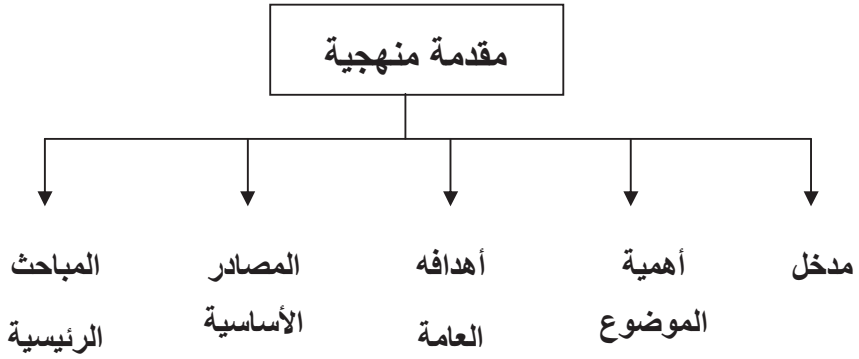 مقدمة منهجية
مدخل
أهمية
الموضوع
أهدافه
العامة
المصادر
الأساسية
المباحث
الرئيسية